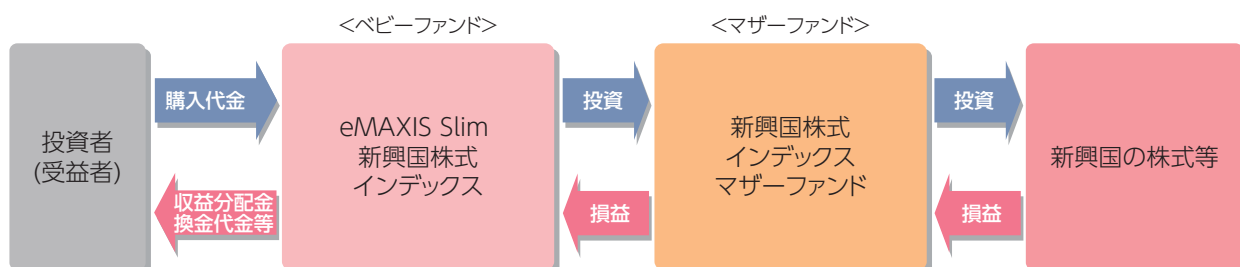 <ベビーファンド>
<マザーファンド>
投資者
(受益者)
購入代金
収益分配金
換金代金等
eMAXIS Slim
新興国株式
インデックス
投資
損益
新興国株式
インデックス
マザーファンド
投資
損益
新興国の株式等